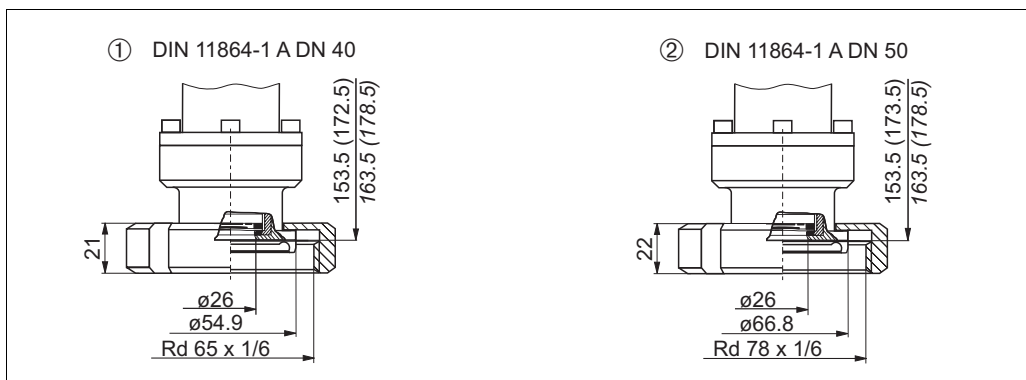 ① DIN 11864-1 A DN 40
153.5 (172.5)
163.5 (178.5)
21
ø26
ø54.9
Rd 65 x 1/6
② DIN 11864-1 A DN 50
153.5 (173.5)
163.5 (178.5)
22
ø26
ø66.8
Rd 78 x 1/6